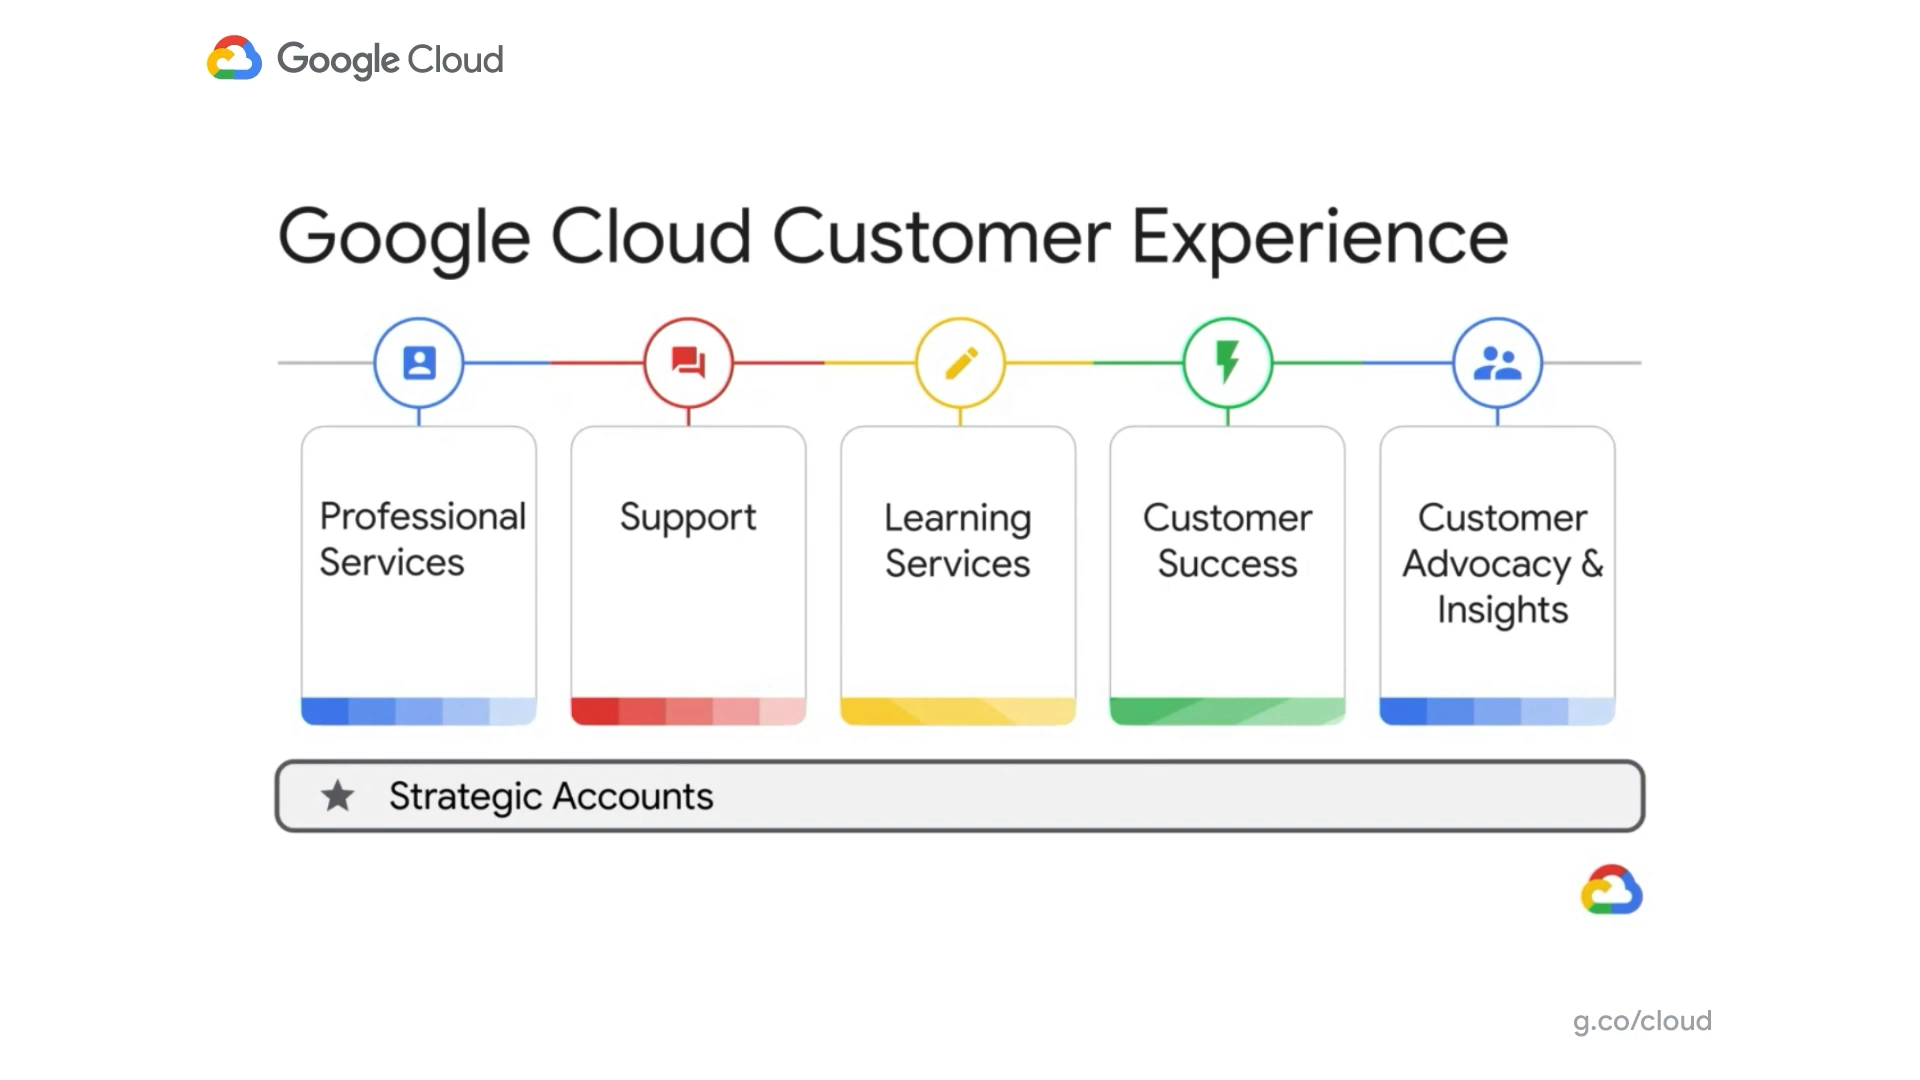 Google Cloud
Google Cloud Customer Experience
Professional
Services
Support
Learning
Services
Customer
Success
Customer
Advocacy &
Insights
Strategic Accounts
g.co/cloud